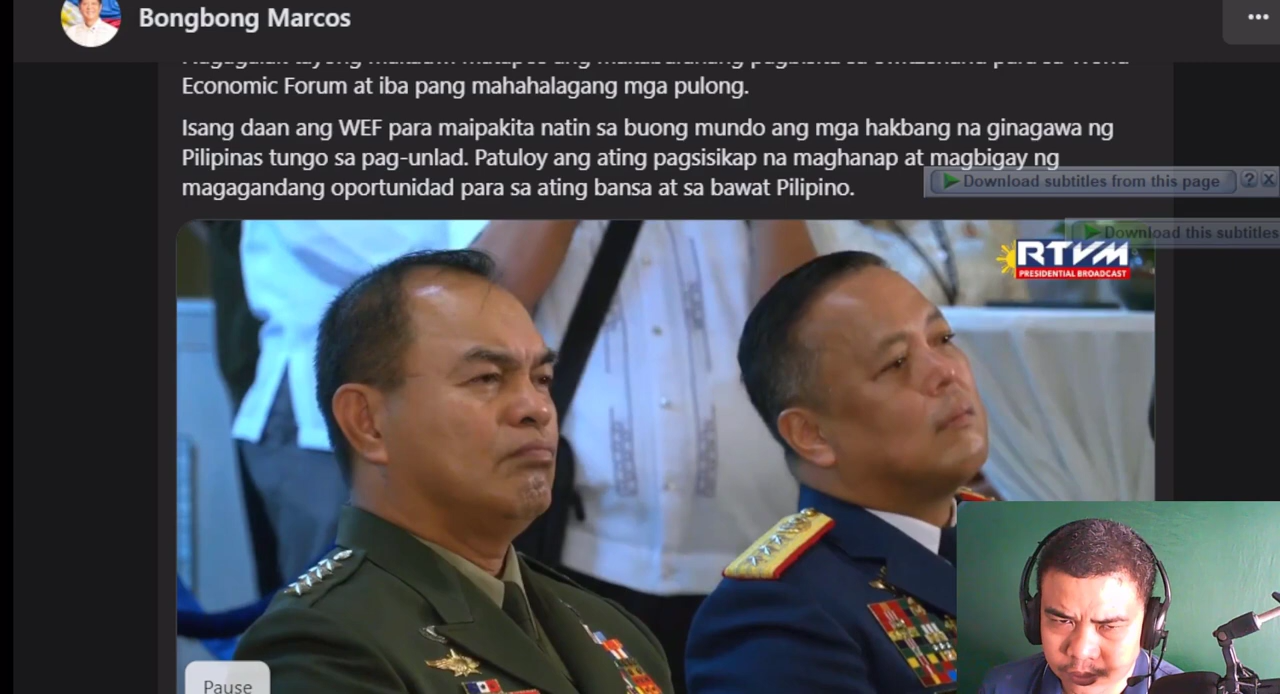 Bongbong Marcos
Economic Forum at iba pang mahahalagang mga pulong.
Isang daan ang WEF para maipakita natin sa buong mundo ang mga hakbang na ginagawa ng
Pilipinas tungo sa pag-unlad. Patuloy ang ating pagsisikap na maghanap at magbigay ng
magagandang oportunidad para sa ating bansa at sa bawat Pilipino.
Download subtitles from this page ? X
Download this subtitles
RTVM
PRESIDENTIAL BROADCAST
Pause